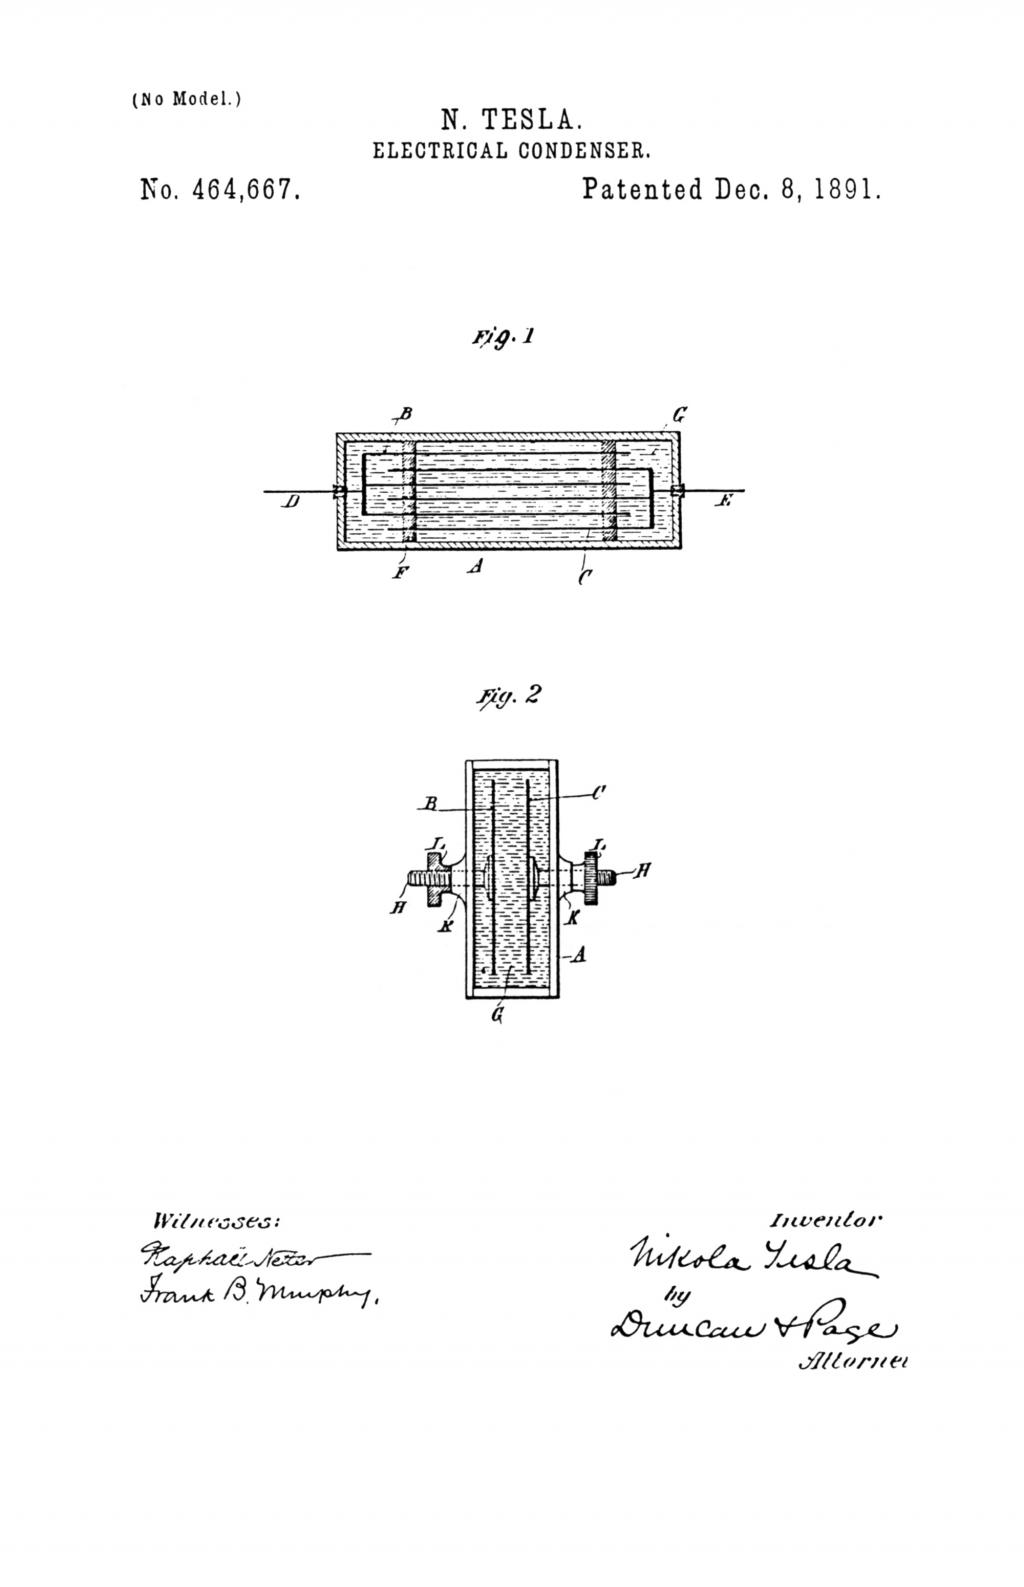 (No Model.)
N. TESLA.
ELECTRICAL CONDENSER.
No. 464,667. Patented Dec. 8, 1891.
Fig. 1
B G
D E
F A C
Fig. 2
B C
L L
H H
K K
A
G
Witnesses: Inventor
Raphaël Netter Nikola Tesla
Frank B. Murphy, by
Duncan & Page
Attorney